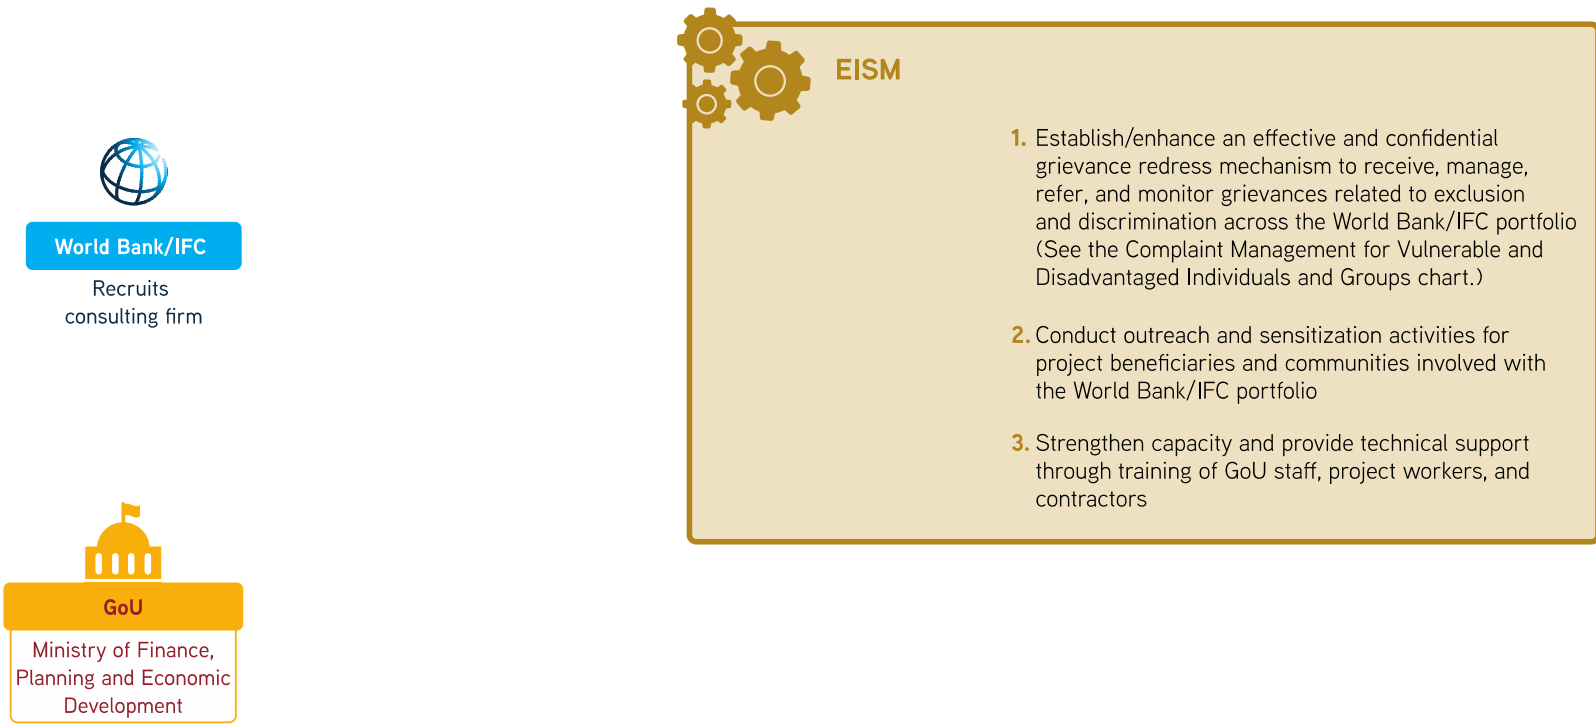 EISM
1. Establish/enhance an effective and confidential
grievance redress mechanism to receive, manage,
refer, and monitor grievances related to exclusion
and discrimination across the World Bank/IFC portfolio
(See the Complaint Management for Vulnerable and
Disadvantaged Individuals and Groups chart.)
2. Conduct outreach and sensitization activities for
project beneficiaries and communities involved with
the World Bank/IFC portfolio
3. Strengthen capacity and provide technical support
through training of GoU staff, project workers, and
contractors
World Bank/IFC
Recruits
consulting firm
GoU
Ministry of Finance,
Planning and Economic
Development